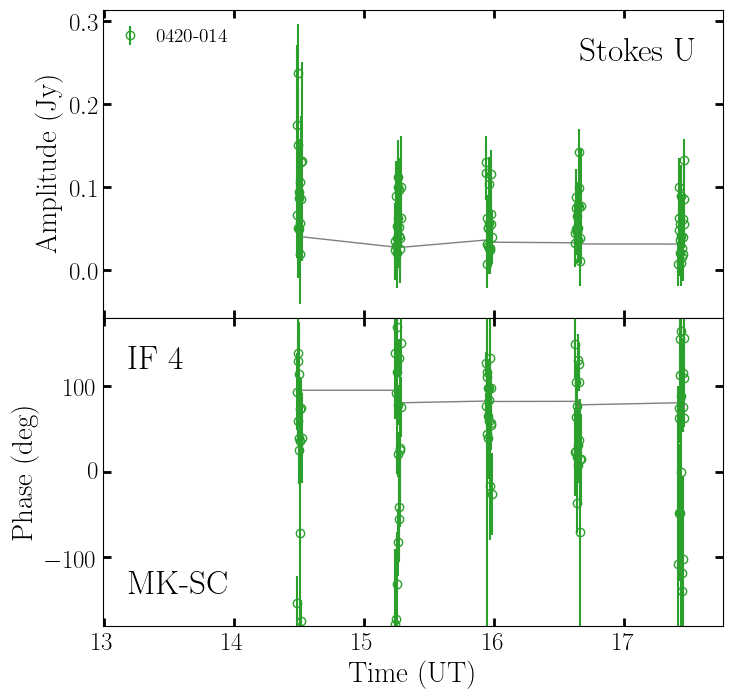 0.3
0420-014
Stokes U
0.2
Amplitude (Jy)
0.1
0.0
IF 4
100
Phase (deg)
0
−100
MK-SC
13 14 15 16 17
Time (UT)